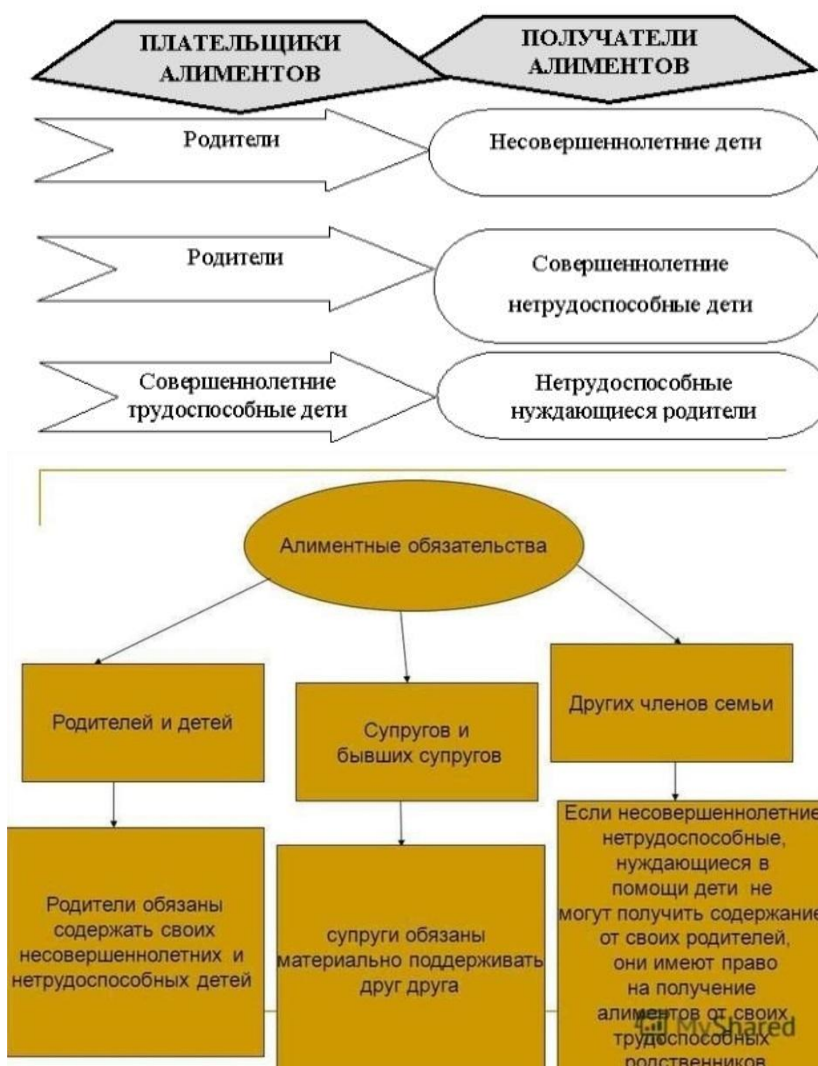 ПЛАТЕЛЬЩИКИ
АЛИМЕНТОВ
ПОЛУЧАТЕЛИ
АЛИМЕНТОВ
Родители
Несовершеннолетние дети
Родители
Совершеннолетние
нетрудоспособные дети
Совершеннолетние
трудоспособные дети
Нетрудоспособные
нуждающиеся родители
Алиментные обязательства
Родителей и детей
Супругов и
бывших супругов
Других членов семьи
Родители обязаны
содержать своих
несовершеннолетних и
нетрудоспособных детей
супруги обязаны
материально поддерживать
друг друга
Если несовершеннолетние
нетрудоспособные,
нуждающиеся в
помощи дети не
могут получить содержание
от своих родителей,
они имеют право
на получение
алиментов от своих
трудоспособных
родственников
MyShared